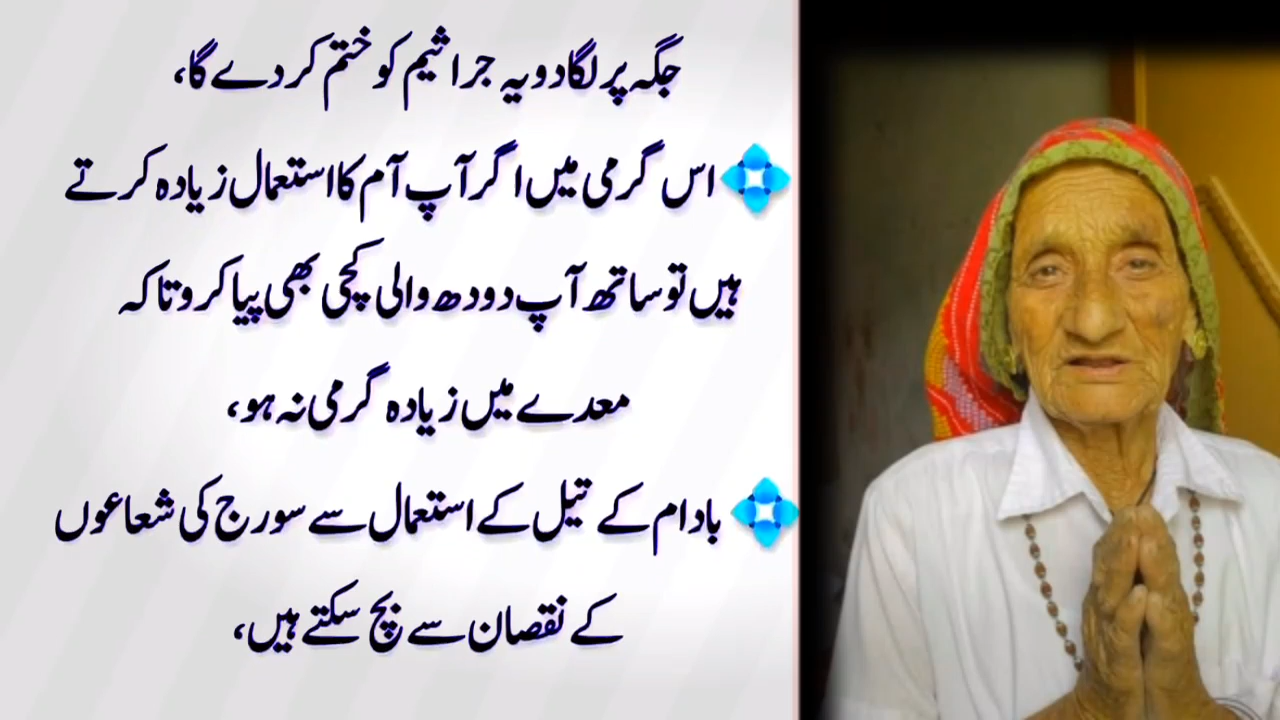 جگہ پر لگا دو یہ جراثیم کو ختم کر دے گا،
اس گرمی میں اگر آپ آم کا استعمال زیادہ کرتے
ہیں تو ساتھ آپ دودھ والی کچی بھی پیا کرو تاکہ
معدے میں زیادہ گرمی نہ ہو،
بادام کے تیل کے استعمال سے سورج کی شعاعوں
کے نقصان سے بچ سکتے ہیں،